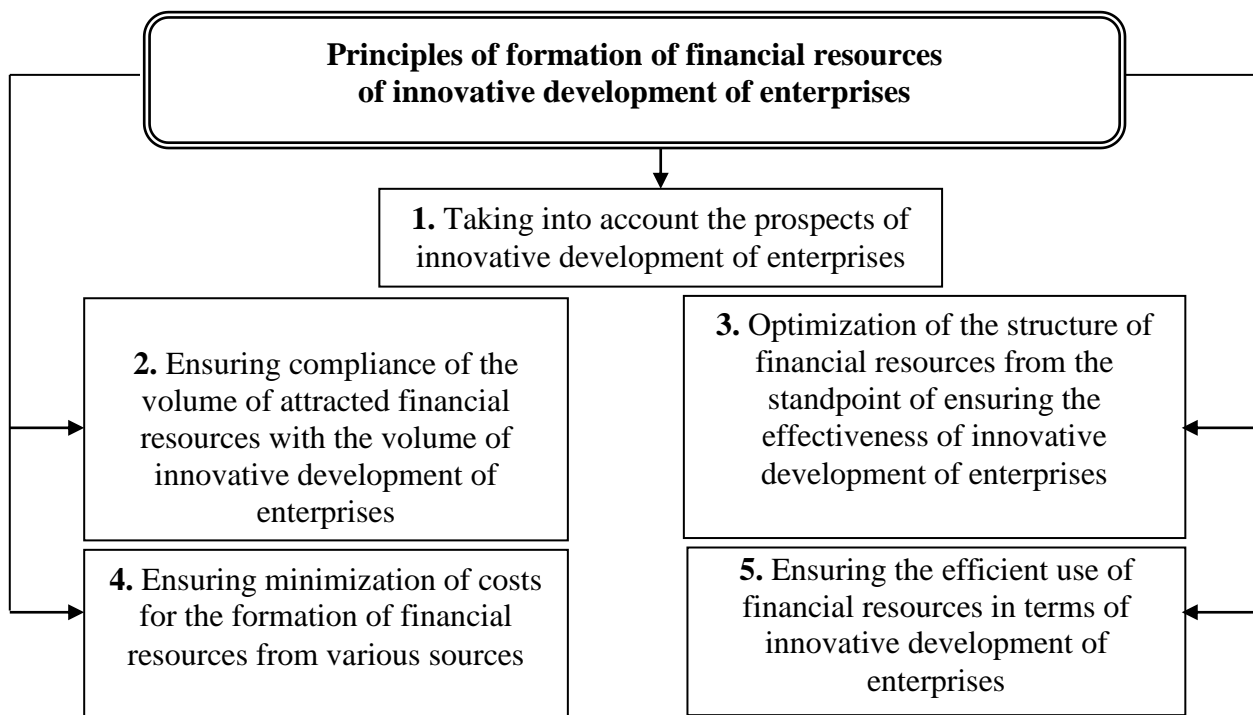 Principles of formation of financial resources
of innovative development of enterprises
1. Taking into account the prospects of
innovative development of enterprises
2. Ensuring compliance of the
volume of attracted financial
resources with the volume of
innovative development of
enterprises
3. Optimization of the structure of
financial resources from the
standpoint of ensuring the
effectiveness of innovative
development of enterprises
4. Ensuring minimization of costs
for the formation of financial
resources from various sources
5. Ensuring the efficient use of
financial resources in terms of
innovative development of
enterprises